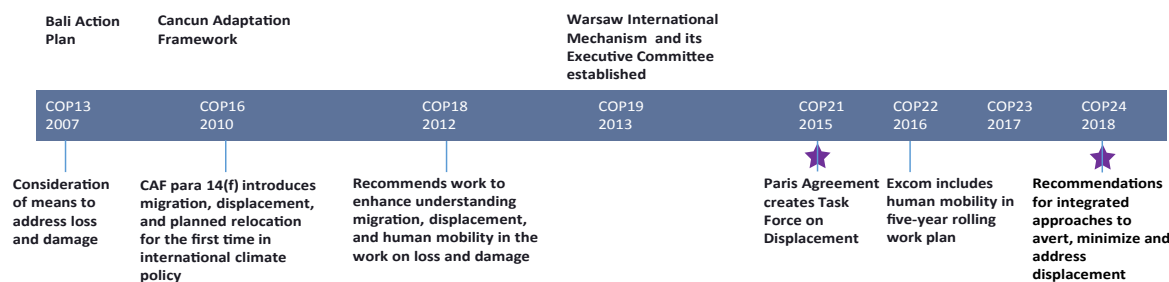 Bali Action
Plan
Cancun Adaptation
Framework
Warsaw International
Mechanism and its
Executive Committee
established
COP13
2007
COP16
2010
COP18
2012
COP19
2013
COP21
2015
COP22
2016
COP23
2017
COP24
2018
Consideration
of means to
address loss
and damage
CAF para 14(f) introduces
migration, displacement,
and planned relocation
for the first time in
international climate
policy
Recommends work to
enhance understanding
migration, displacement,
and human mobility in the
work on loss and damage
Paris Agreement
creates Task
Force on
Displacement
Excom includes
human mobility in
five-year rolling
work plan
Recommendations
for integrated
approaches to
avert, minimize and
address
displacement